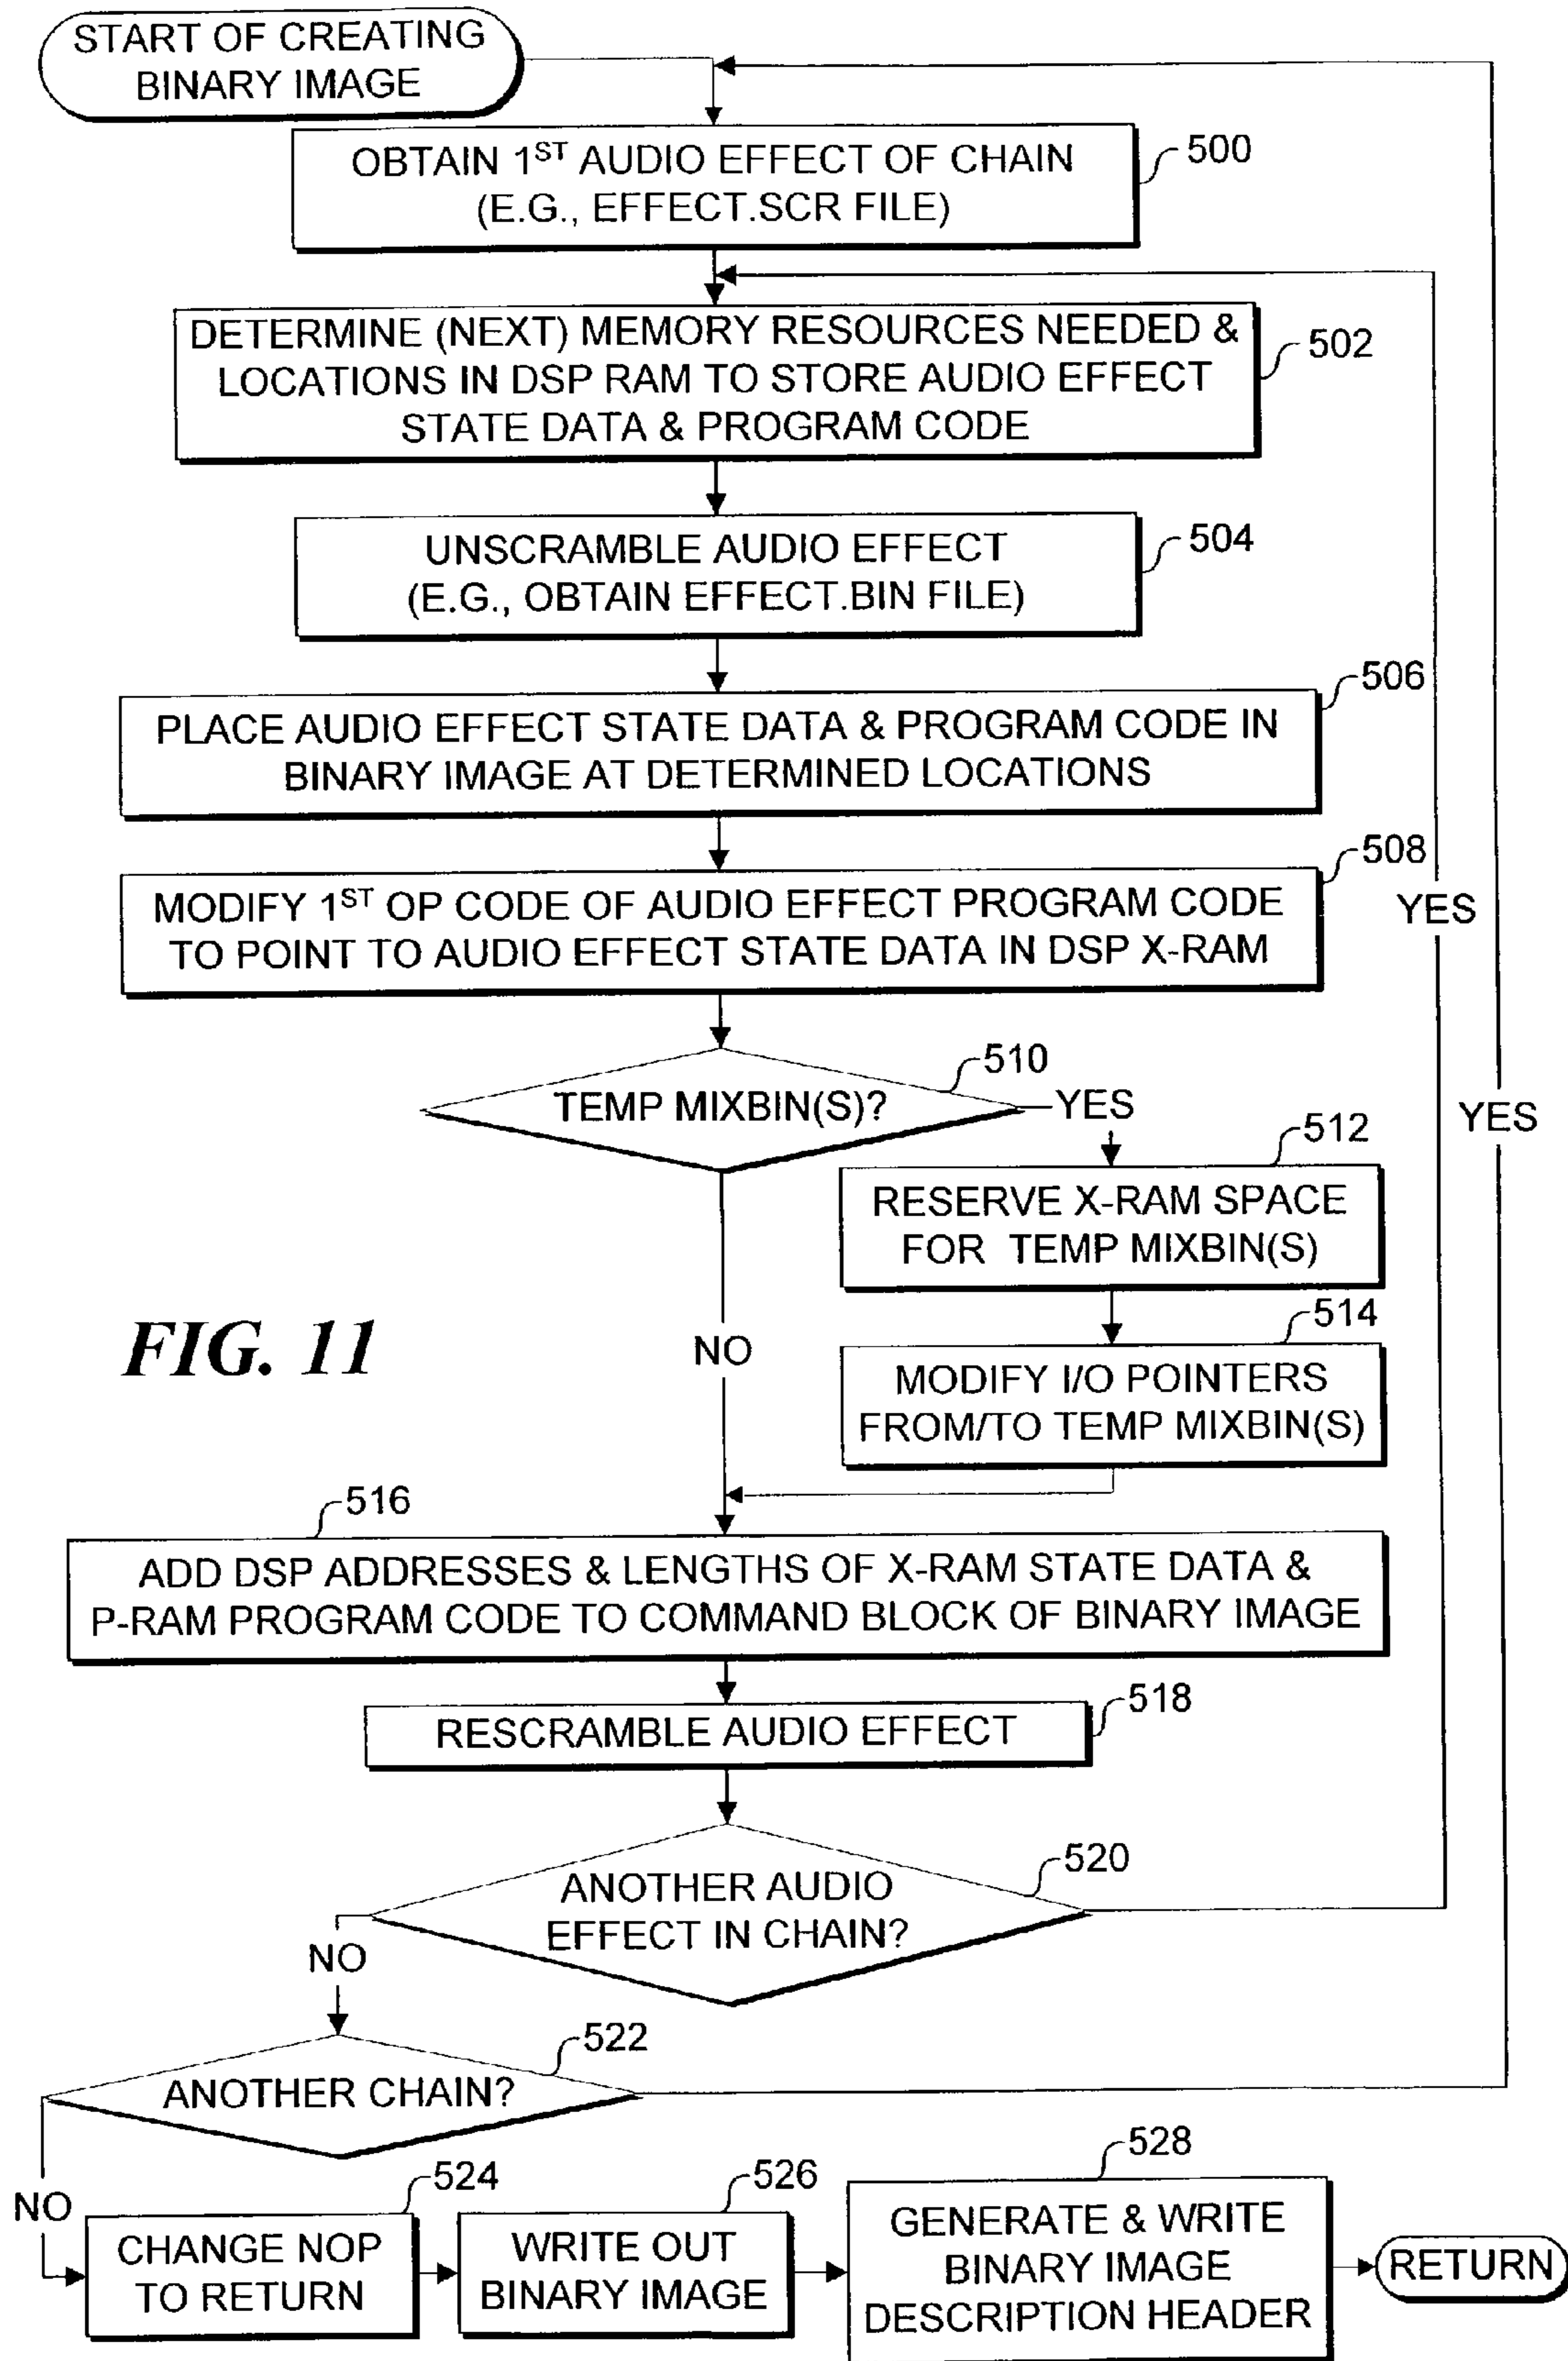 START OF CREATING
BINARY IMAGE
OBTAIN 1ST AUDIO EFFECT OF CHAIN
(E.G., EFFECT.SCR FILE)
500
DETERMINE (NEXT) MEMORY RESOURCES NEEDED &
LOCATIONS IN DSP RAM TO STORE AUDIO EFFECT
STATE DATA & PROGRAM CODE
502
UNSCRAMBLE AUDIO EFFECT
(E.G., OBTAIN EFFECT.BIN FILE)
504
PLACE AUDIO EFFECT STATE DATA & PROGRAM CODE IN
BINARY IMAGE AT DETERMINED LOCATIONS
506
MODIFY 1ST OP CODE OF AUDIO EFFECT PROGRAM CODE
TO POINT TO AUDIO EFFECT STATE DATA IN DSP X-RAM
508
YES
YES
TEMP MIXBIN(S)?
510
YES
512
RESERVE X-RAM SPACE
FOR TEMP MIXBIN(S)
514
MODIFY I/O POINTERS
FROM/TO TEMP MIXBIN(S)
NO
FIG. 11
516
ADD DSP ADDRESSES & LENGTHS OF X-RAM STATE DATA &
P-RAM PROGRAM CODE TO COMMAND BLOCK OF BINARY IMAGE
RESCRAMBLE AUDIO EFFECT
518
ANOTHER AUDIO
EFFECT IN CHAIN?
520
NO
ANOTHER CHAIN?
522
NO
CHANGE NOP
TO RETURN
524
WRITE OUT
BINARY IMAGE
526
GENERATE & WRITE
BINARY IMAGE
DESCRIPTION HEADER
528
RETURN